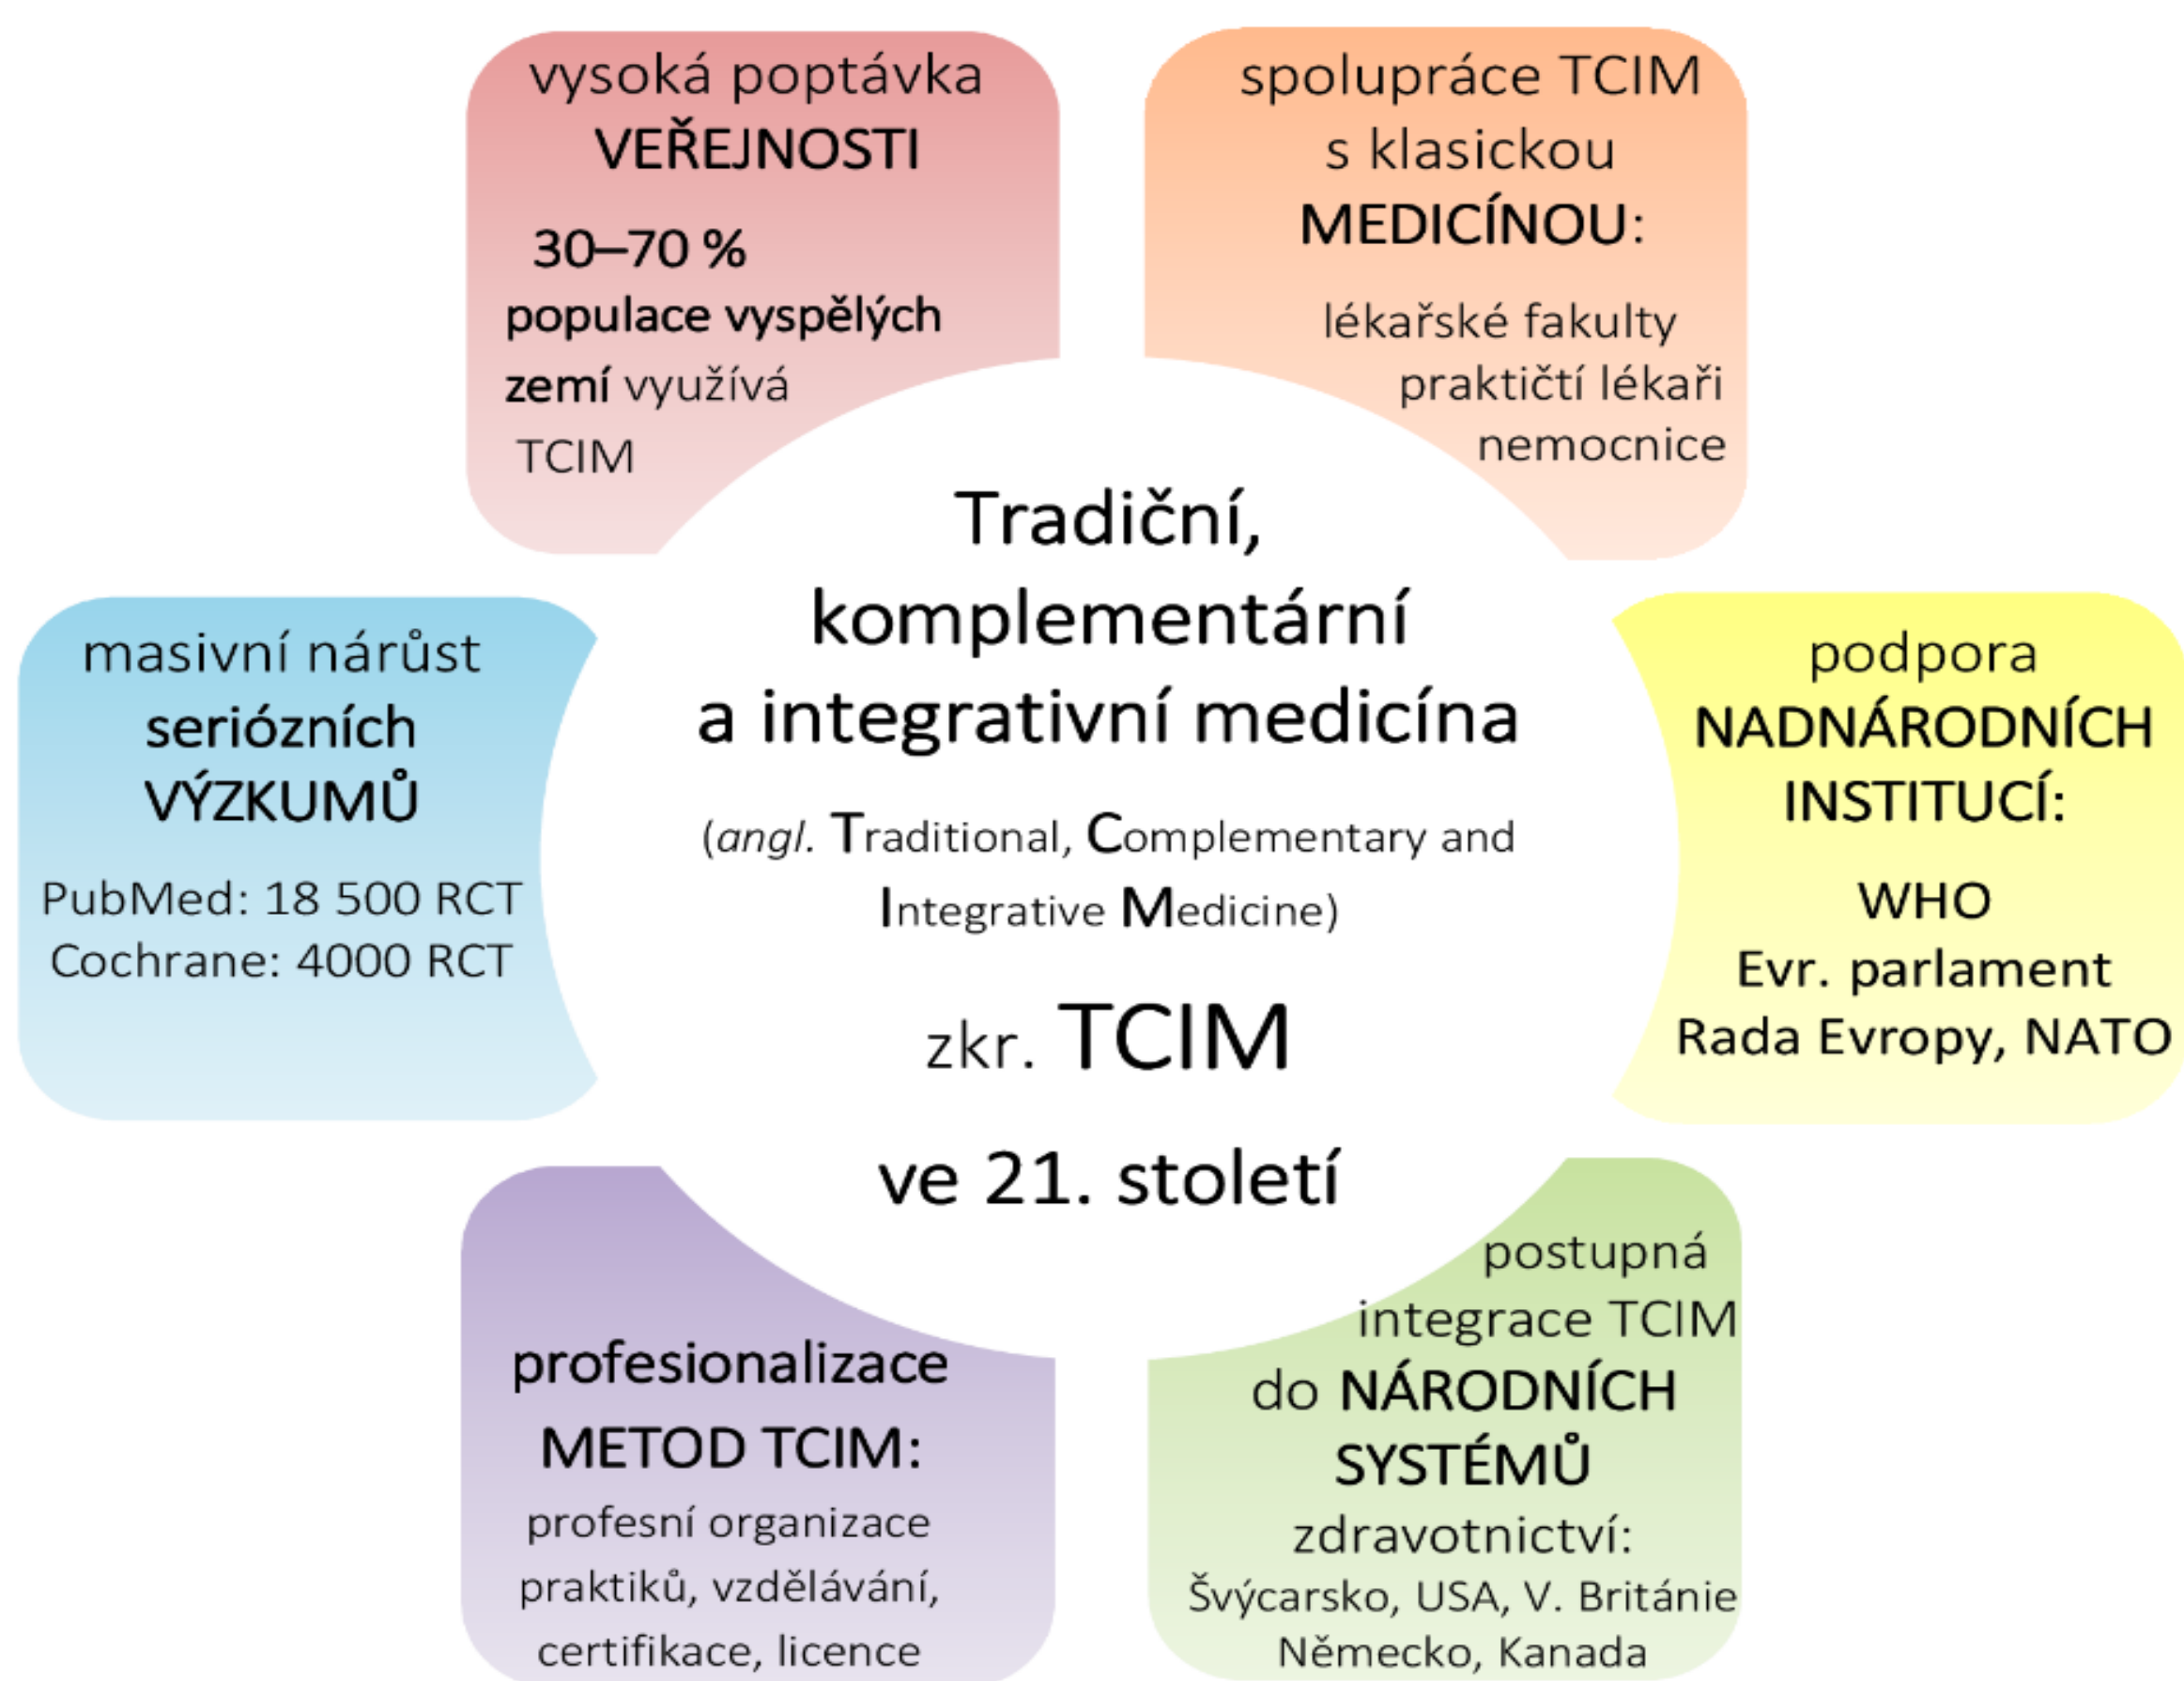 vysoká poptávka
VEŘEJNOSTI
30–70 %
populace vyspělých
zemí využívá
TCIM
spolupráce TCIM
s klasickou
MEDICÍNOU:
lékařské fakulty
praktičtí lékaři
nemocnice
masivní nárůst
seriózních
VÝZKUMŮ
PubMed: 18 500 RCT
Cochrane: 4000 RCT
Tradiční,
komplementární
a integrativní medicína
(angl. Traditional, Complementary and
Integrative Medicine)
zkr. TCIM
ve 21. století
podpora
NADNÁRODNÍCH
INSTITUCÍ:
WHO
Evr. parlament
Rada Evropy, NATO
profesionalizace
METOD TCIM:
profesní organizace
praktiků, vzdělávání,
certifikace, licence
postupná
integrace TCIM
do NÁRODNÍCH
SYSTÉMŮ
zdravotnictví:
Švýcarsko, USA, V. Británie
Německo, Kanada